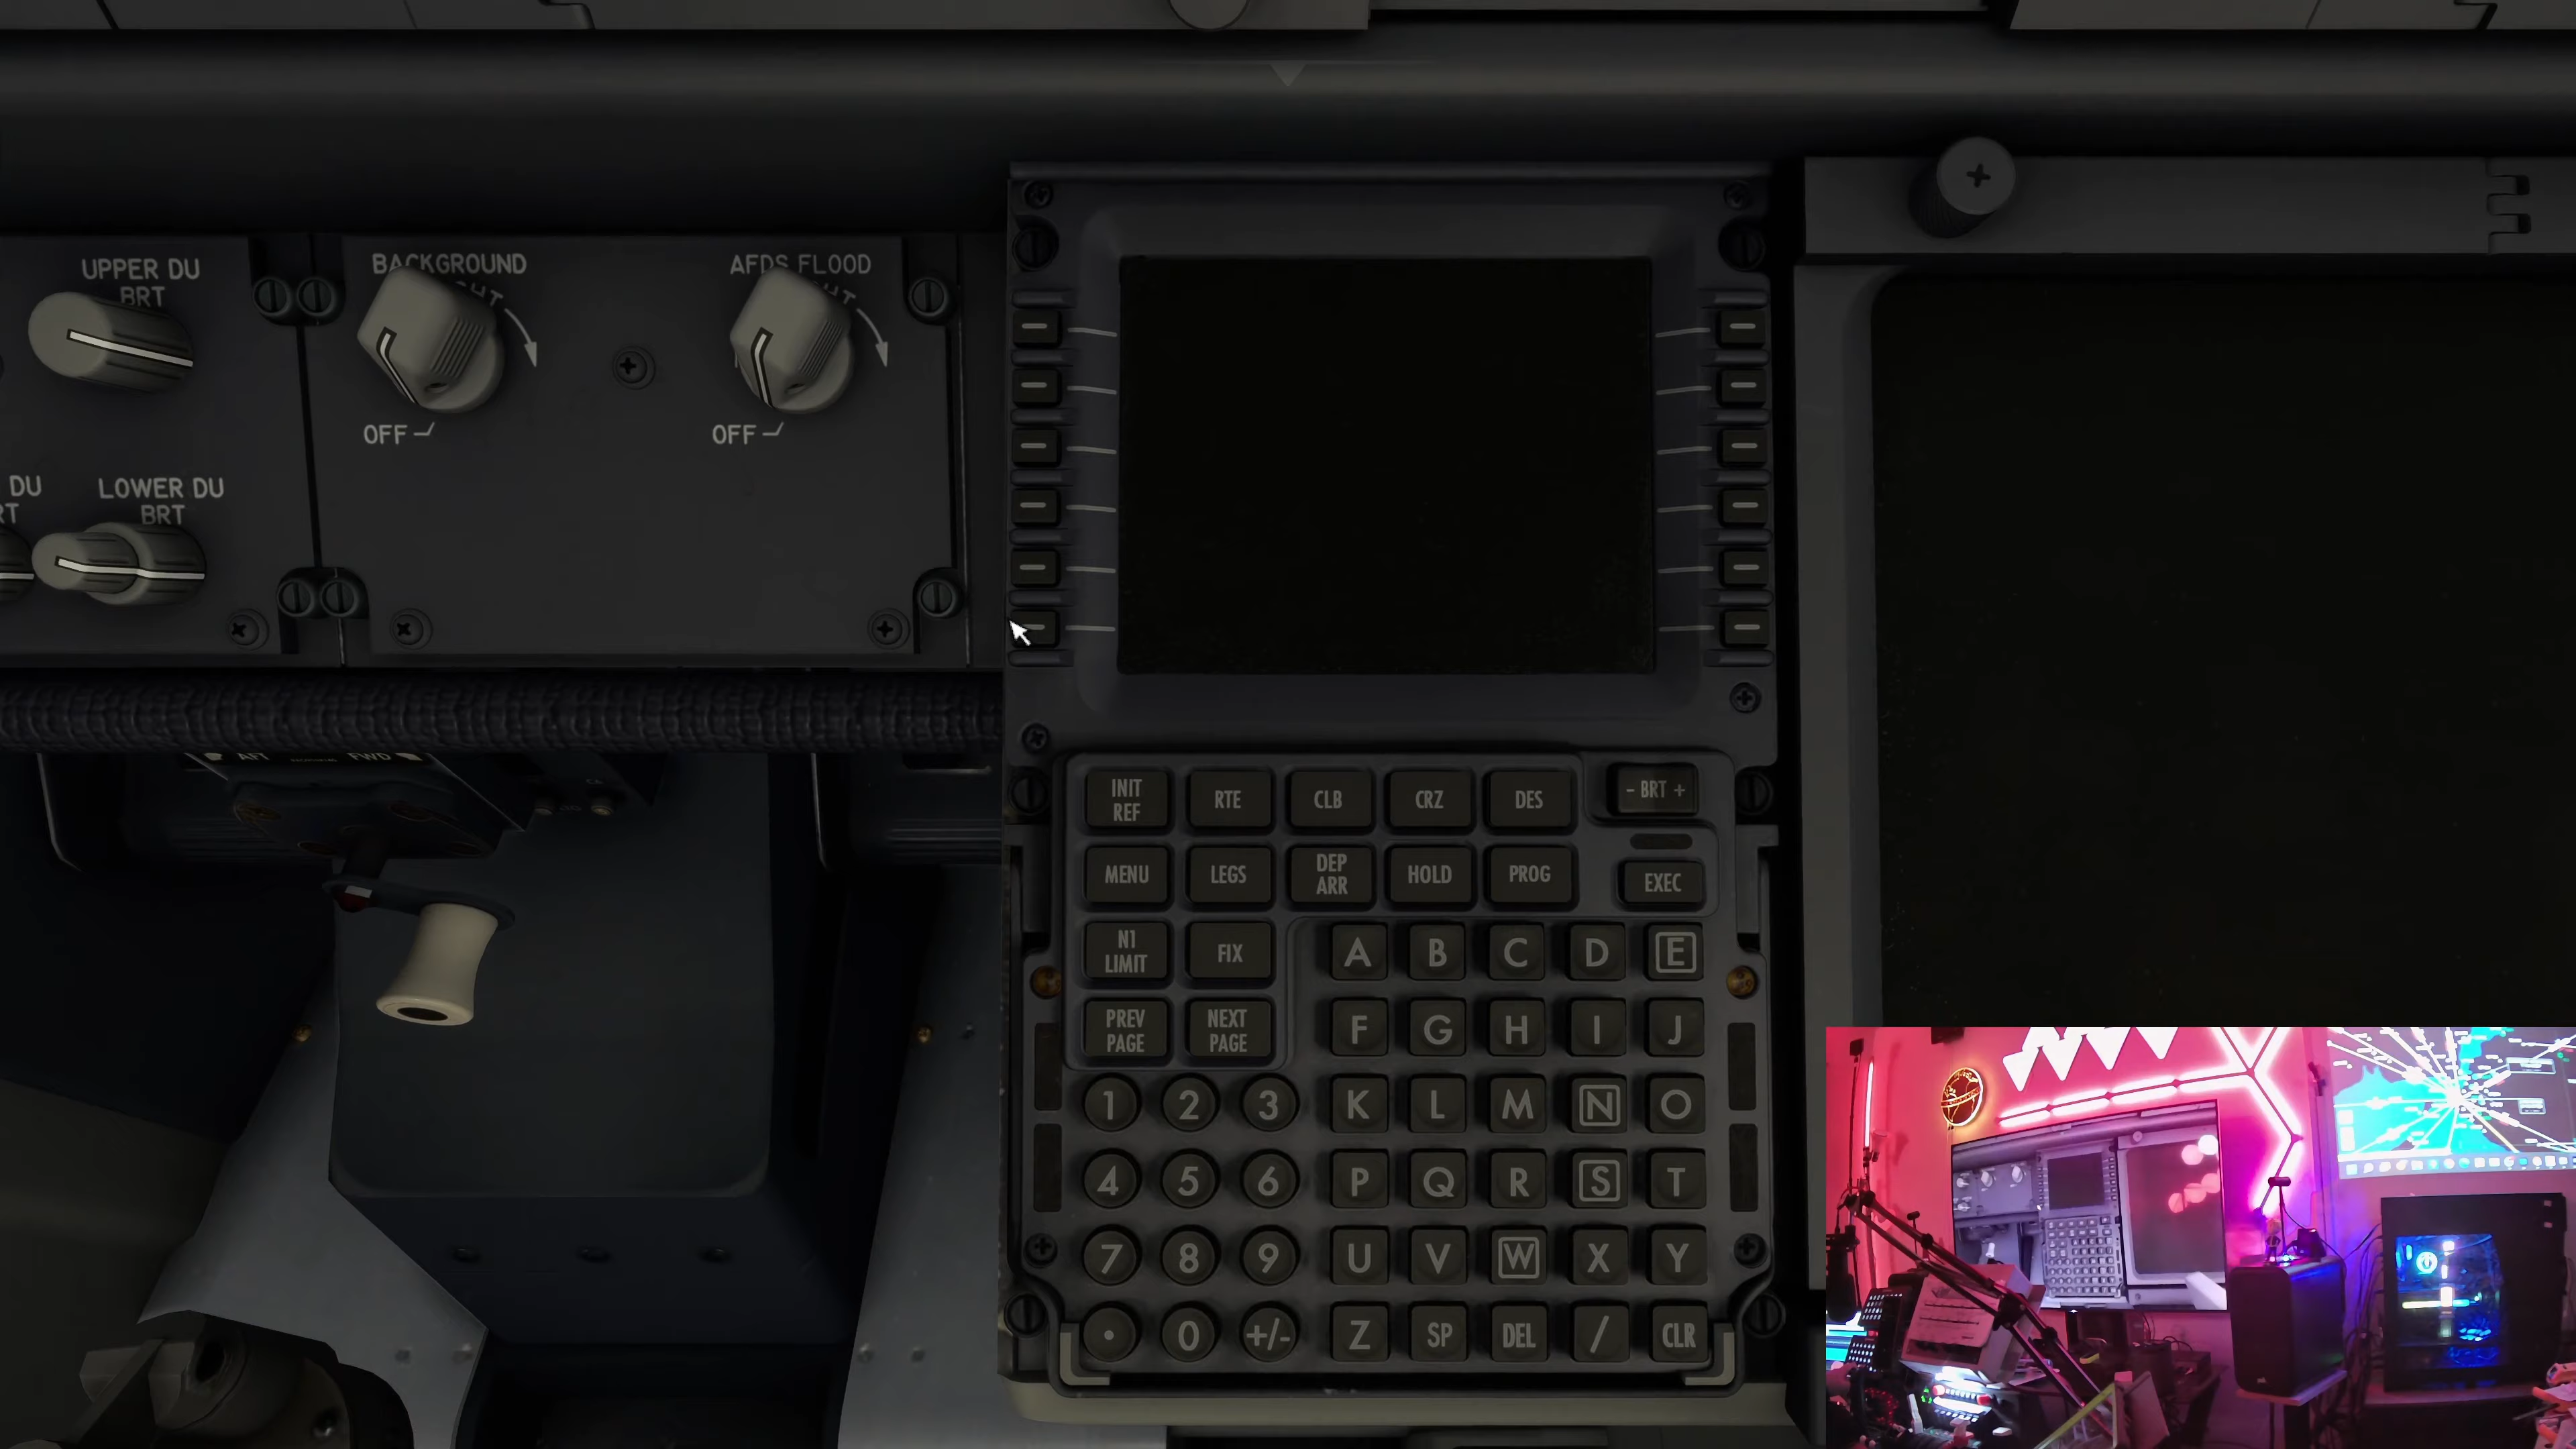 UPPER DU
BRT
BACKGROUND
AFDS FLOOD
OFF
OFF
DU
LOWER DU
BRT
AFT
FWD
INIT REF
RTE
CLB
CRZ
DES
- BRT +
MENU
LEGS
DEP ARR
HOLD
PROG
EXEC
N1 LIMIT
FIX
A B C D E
PREV PAGE
NEXT PAGE
F G H I J
1 2 3 K L M N O
4 5 6 P Q R S T
7 8 9 U V W X Y
. 0 +/- Z SP DEL / CLR